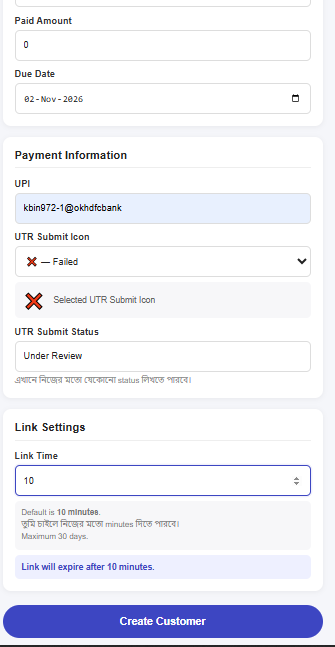 Paid Amount
0
Due Date
02-Nov-2026
Payment Information
UPI
kbin972-1@okhdfcbank
UTR Submit Icon
❌ — Failed
❌ Selected UTR Submit Icon
UTR Submit Status
Under Review
এখানে নিজের মতো যেকোনো status লিখতে পারবে।
Link Settings
Link Time
10
Default is 10 minutes.
তুমি চাইলে নিজের মতো minutes দিতে পারবে।
Maximum 30 days.
Link will expire after 10 minutes.
Create Customer